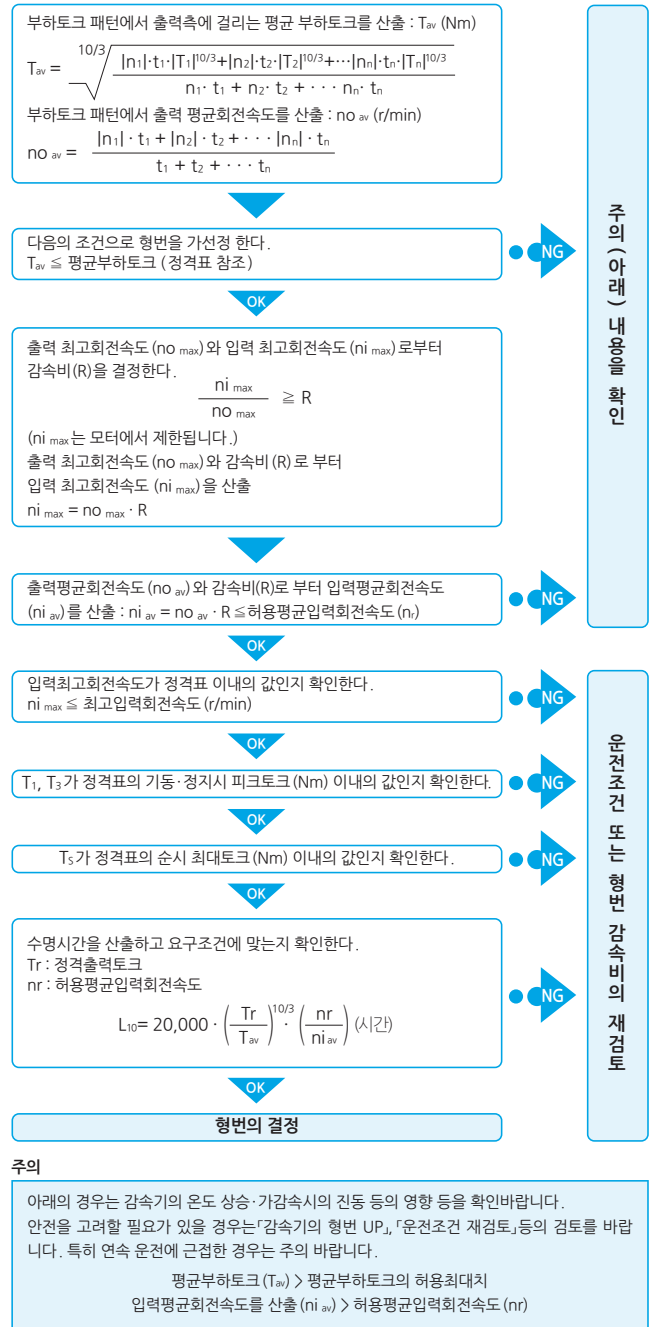 부하토크 패턴에서 출력측에 걸리는 평균 부하토크를 산출 : Tav (Nm)
Tav = 10/3√ |n1|·t1·|T1|10/3+|n2|·t2·|T2|10/3+···|nn|·tn·|Tn|10/3
n1· t1 + n2· t2 + · · · nn· tn
부하토크 패턴에서 출력 평균회전속도를 산출 : no av (r/min)
no av = |n1| · t1 + |n2| · t2 + · · · |nn| · tn
t1 + t2 + · · · tn
다음의 조건으로 형번을 가선정 한다.
Tav ≦ 평균부하토크 (정격표 참조)
NG
OK
출력 최고회전속도(no max)와 입력 최고회전속도(ni max)로부터
감속비(R)을 결정한다.
ni max
≧ R
no max
(ni max는 모터에서 제한됩니다.)
출력 최고회전속도(no max)와 감속비(R)로 부터
입력 최고회전속도 (ni max)을 산출
ni max = no max · R
출력평균회전속도(no av)와 감속비(R)로 부터 입력평균회전속도
(ni av)를 산출 : ni av = no av · R ≦허용평균입력회전속도(nr)
NG
OK
주의(아래) 내용을 확인
입력최고회전속도가 정격표 이내의 값인지 확인한다.
ni max ≦ 최고입력회전속도(r/min)
NG
OK
T1, T3가 정격표의 기동·정지시 피크토크(Nm) 이내의 값인지 확인한다.
NG
OK
Ts가 정격표의 순시 최대토크(Nm) 이내의 값인지 확인한다.
NG
OK
수명시간을 산출하고 요구조건에 맞는지 확인한다.
Tr : 정격출력토크
nr : 허용평균입력회전속도
L10= 20,000 · (Tr / Tav)10/3 · (nr / ni av) (시간)
NG
OK
운전조건 또는 형번 감속비의 재검토
형번의 결정
주의
아래의 경우는 감속기의 온도 상승·가감속시의 진동 등의 영향 등을 확인바랍니다.
안전을 고려할 필요가 있을 경우는「감속기의 형번 UP」,「운전조건 재검토」등의 검토를 바랍
니다. 특히 연속 운전에 근접한 경우는 주의 바랍니다.
평균부하토크(Tav) > 평균부하토크의 허용최대치
입력평균회전속도를 산출(ni av) > 허용평균입력회전속도(nr)